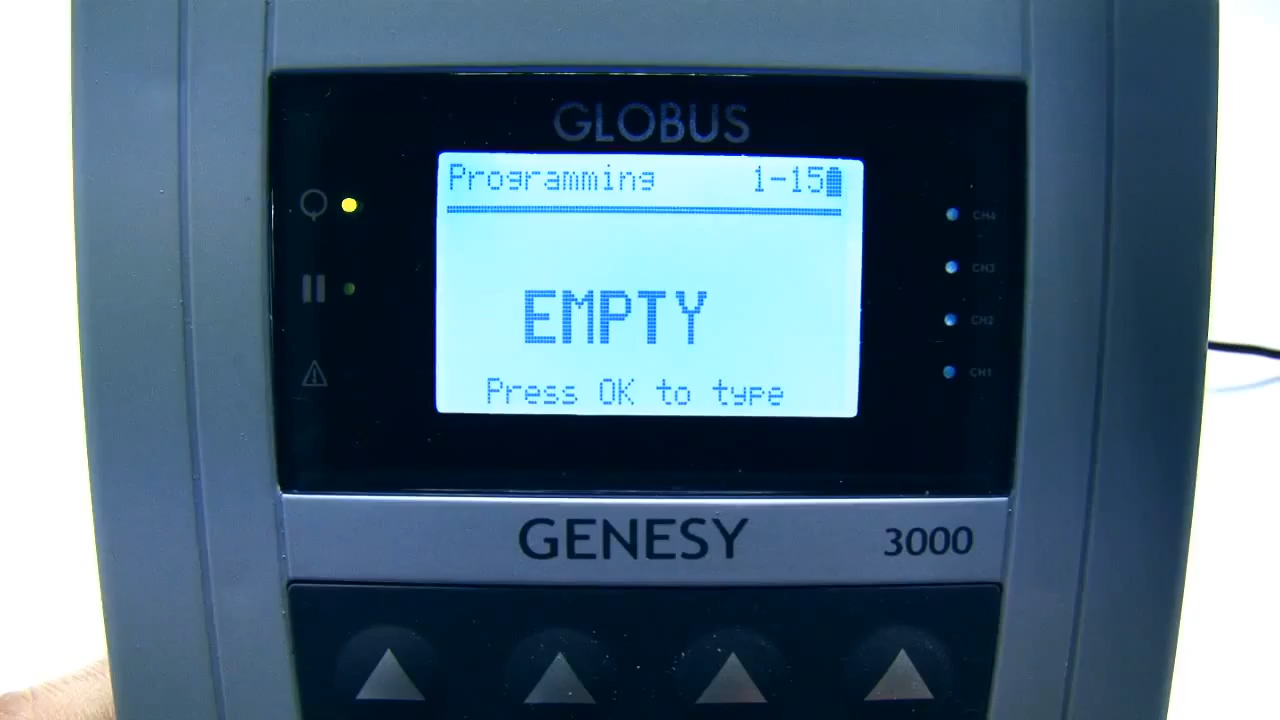 GLOBUS
Programming 1-15
EMPTY
Press OK to type
CH4
CH3
CH2
CH1
GENESY 3000